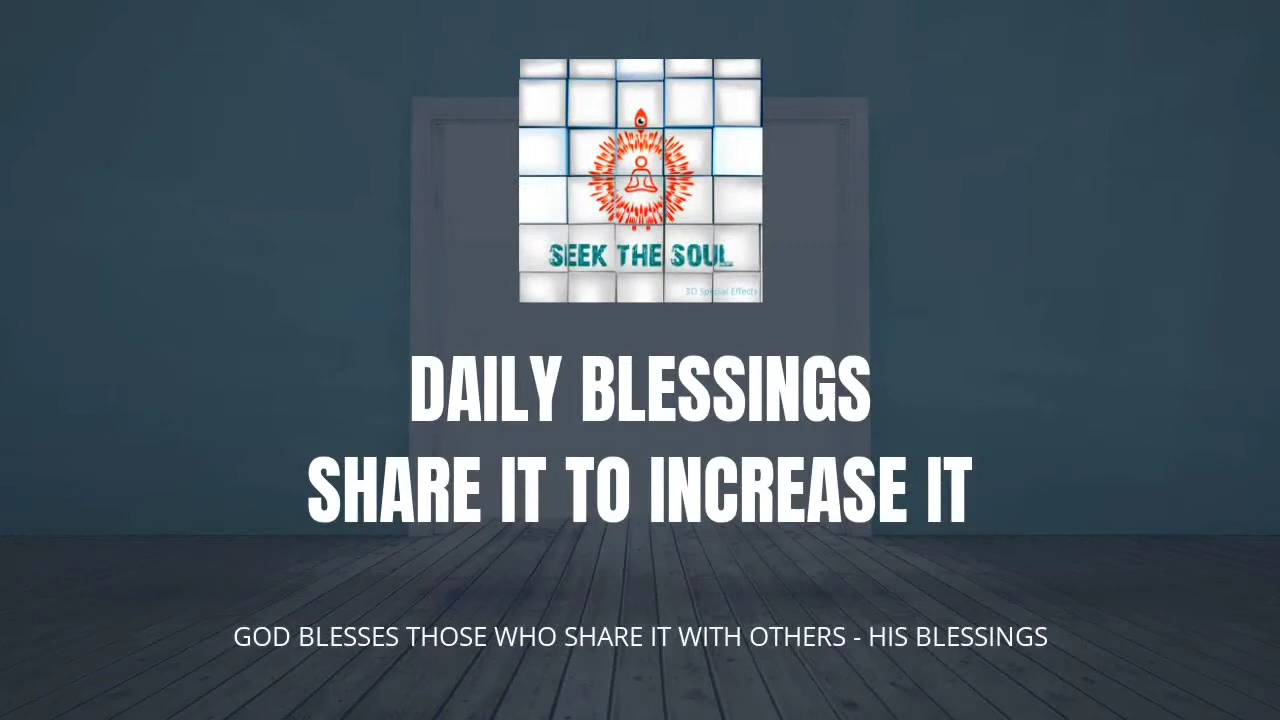 SEEK THE SOUL
3D Special Effects
DAILY BLESSINGS
SHARE IT TO INCREASE IT
GOD BLESSES THOSE WHO SHARE IT WITH OTHERS - HIS BLESSINGS